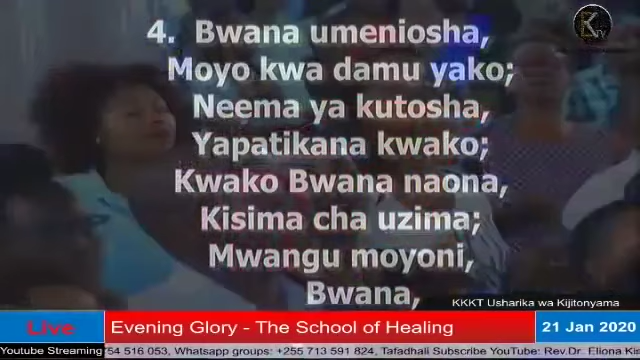 4. Bwana umeniosha,
Moyo kwa damu yako;
Neema ya kutosha,
Yapatikana kwako;
Kwako Bwana naona,
Kisima cha uzima;
Mwangu moyoni,
Bwana,
KKKT Usharika wa Kijitonyama
Live Evening Glory - The School of Healing 21 Jan 2020
Youtube Streaming 54 516 053, Whatsapp groups: +255 713 591 824, Tafadhali Subscribe YouTube: Rev. Dr. Eliona Ki